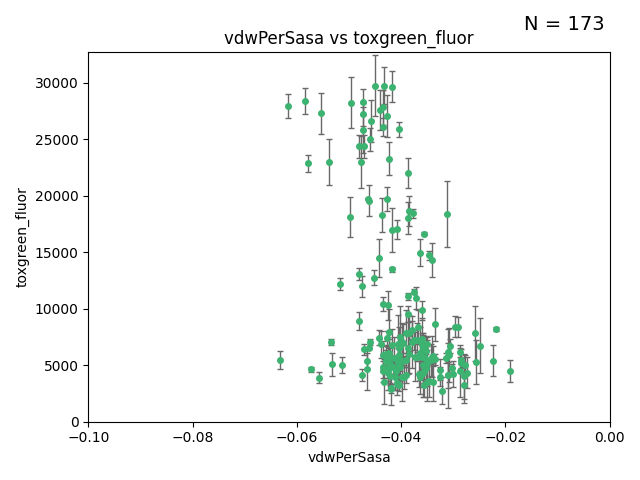 N = 173
vdwPerSasa vs toxgreen_fluor
30000
25000
20000
15000
10000
5000
0
toxgreen_fluor
−0.10 −0.08 −0.06 −0.04 −0.02 0.00
vdwPerSasa